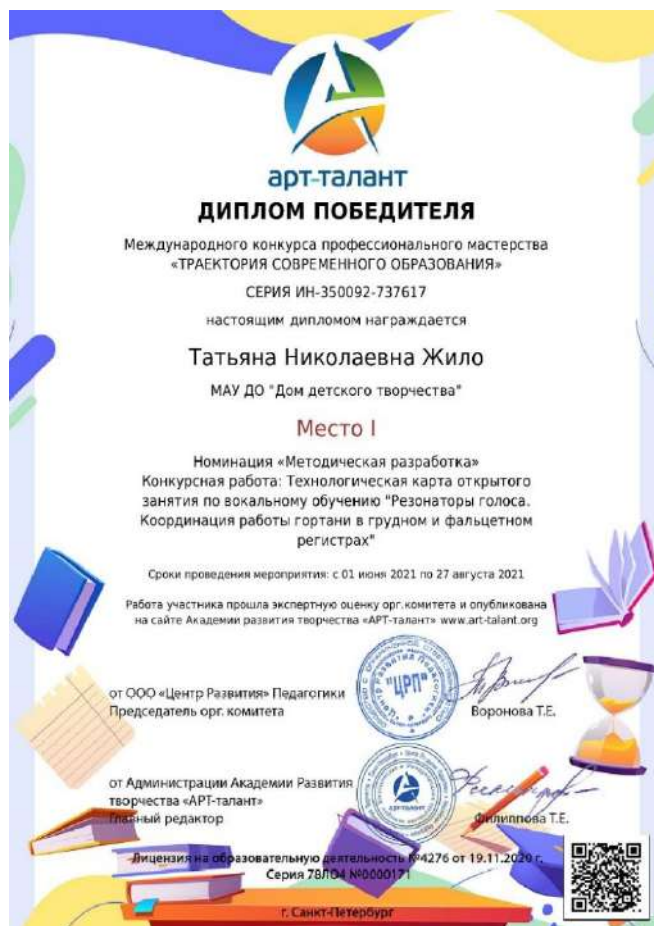 арт-талант
ДИПЛОМ ПОБЕДИТЕЛЯ
Международного конкурса профессионального мастерства
«ТРАЕКТОРИЯ СОВРЕМЕННОГО ОБРАЗОВАНИЯ»
СЕРИЯ ИН-350092-737617
настоящим дипломом награждается
Татьяна Николаевна Жило
МАУ ДО "Дом детского творчества"
Место I
Номинация «Методическая разработка»
Конкурсная работа: Технологическая карта открытого
занятия по вокальному обучению "Резонаторы голоса.
Координация работы гортани в грудном и фальцетном
регистрах"
Сроки проведения мероприятия: с 01 июня 2021 по 27 августа 2021
Работа участника прошла экспертную оценку орг.комитета и опубликована
на сайте Академии развития творчества «АРТ-талант» www.art-talant.org
от ООО «Центр Развития» Педагогики
Председатель орг. комитета
"ЦРП"
Воронова Т.Е.
от Администрации Академии Развития
творчества «АРТ-талант»
Главный редактор
АРТ-ТАЛАНТ
Филиппова Т.Е.
Лицензия на образовательную деятельность №4276 от 19.11.2020 г.
Серия 78ЛО4 №0000171
г. Санкт-Петербург